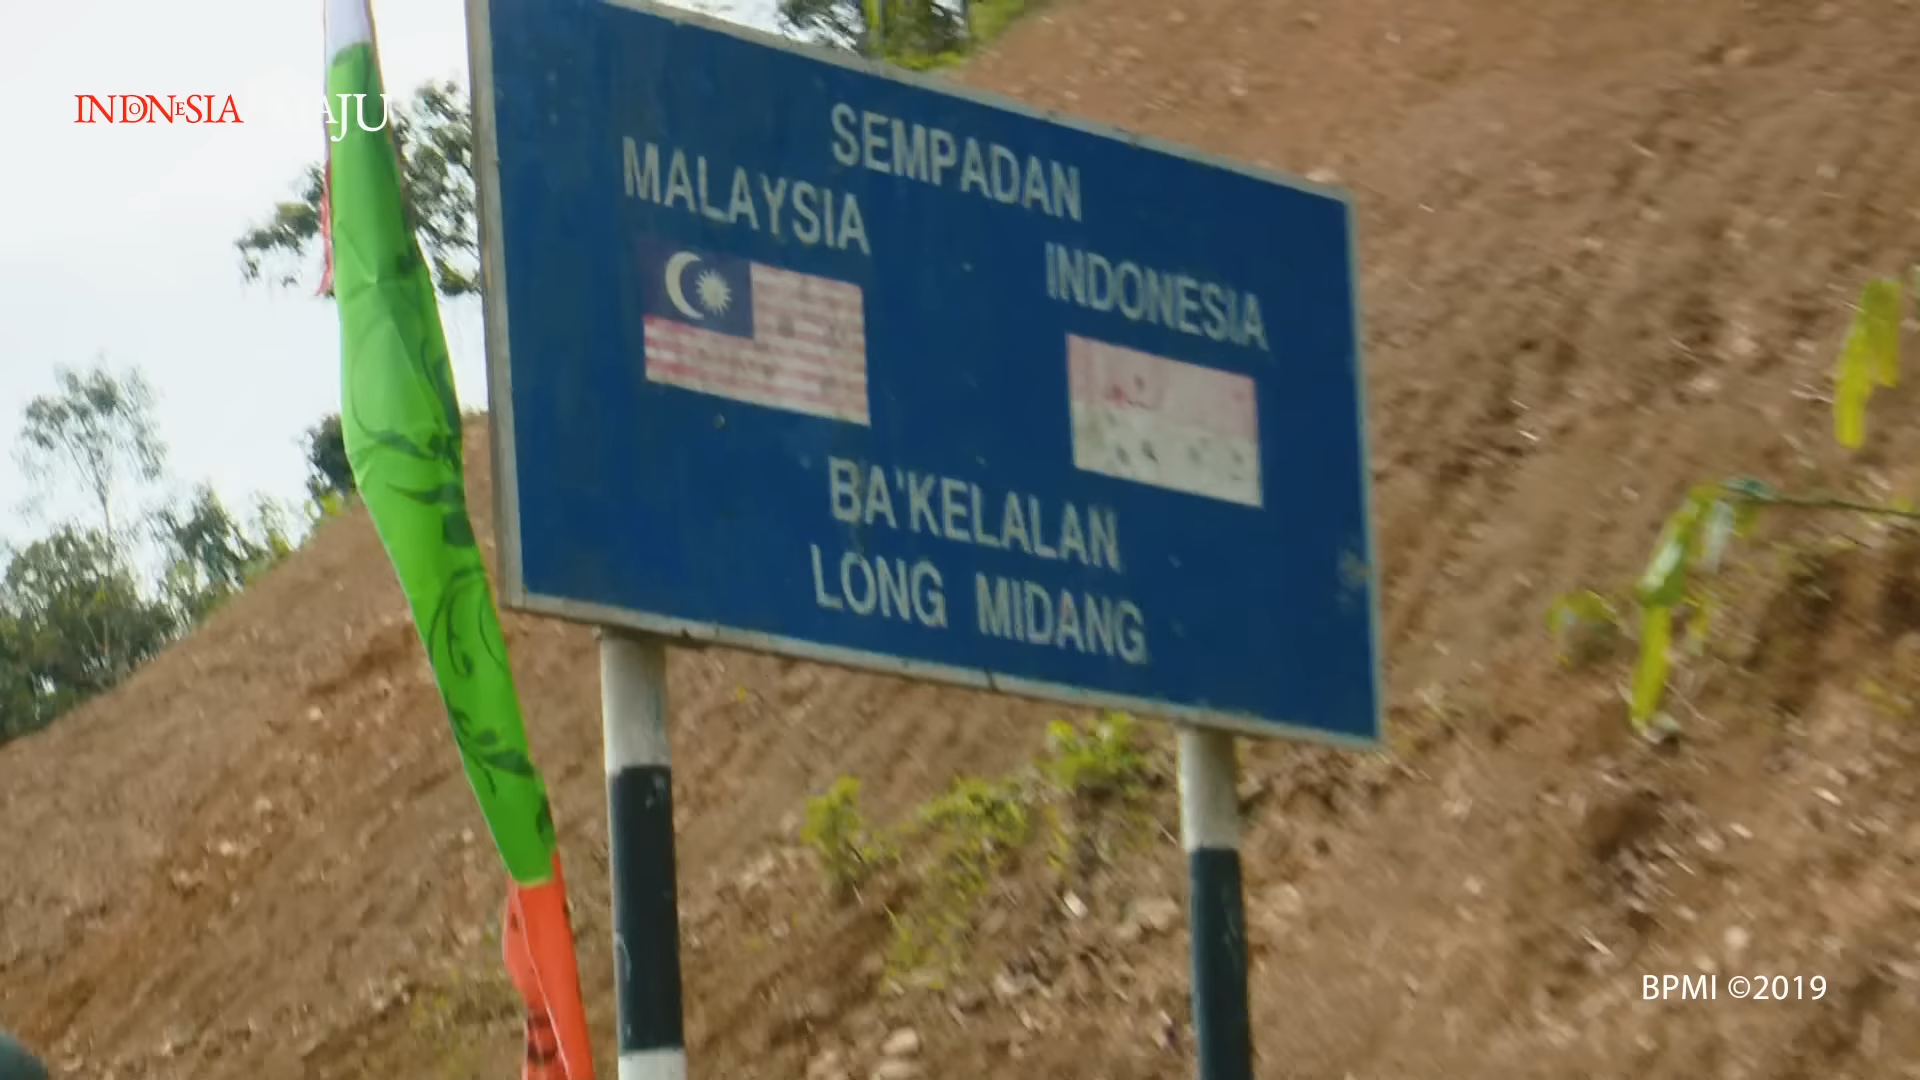 INDONESIA MAJU
SEMPADAN
MALAYSIA
INDONESIA
BA'KELALAN
LONG MIDANG
BPMI ©2019